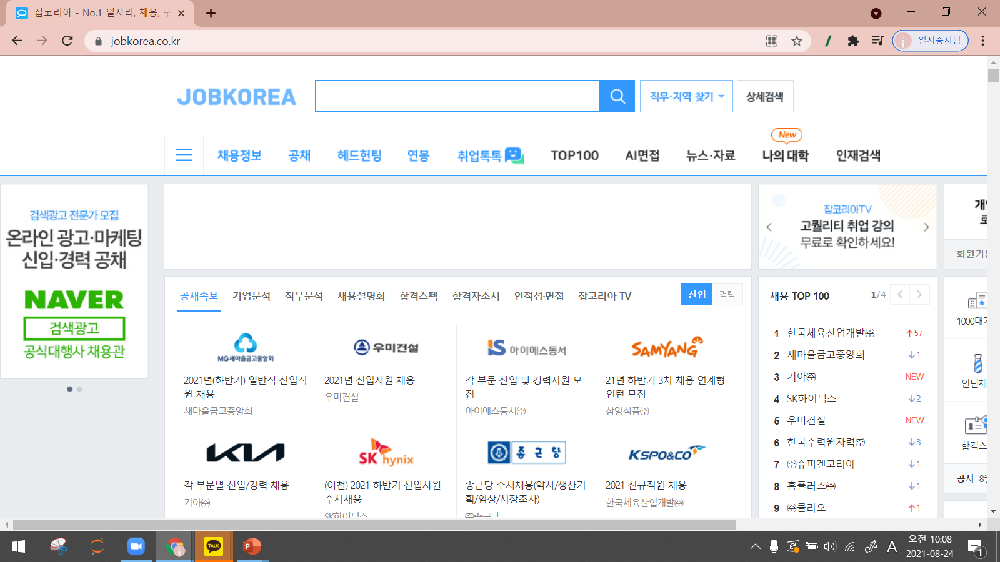 잡코리아 - No.1 일자리, 채용, 구
jobkorea.co.kr
일시중지됨
JOBKOREA
직무·지역 찾기
상세검색
New
채용정보
공채
헤드헌팅
연봉
취업톡톡
TOP100
AI면접
뉴스·자료
나의 대학
인재검색
검색광고 전문가 모집
온라인 광고·마케팅
신입·경력 공채
NAVER
검색광고
공식대행사 채용관
잡코리아TV
고퀄리티 취업 강의
무료로 확인하세요!
회원가입
공채속보
기업분석
직무분석
채용설명회
합격스펙
합격자소서
인적성·면접
잡코리아 TV
신입
경력
MG새마을금고중앙회
2021년(하반기) 일반직 신입직
원 채용
새마을금고중앙회
우미건설
2021년 신입사원 채용
우미건설
IS 아이에스동서
각 부문 신입 및 경력사원 모
집
아이에스동서㈜
SAMYANG
21년 하반기 3차 채용 연계형
인턴 모집
삼양식품㈜
KIA
각 부문별 신입/경력 채용
기아㈜
SK hynix
(이천) 2021 하반기 신입사원
수시채용
SK하이닉스
종근당
종근당 수시채용(약사/생산기
획/임상/시장조사)
㈜종근당
KSPO&CO
2021 신규직원 채용
한국체육산업개발㈜
채용 TOP 100
1/4
1 한국체육산업개발㈜ ↑57
2 새마을금고중앙회 ↓1
3 기아㈜ NEW
4 SK하이닉스 ↓2
5 우미건설 NEW
6 한국수력원자력㈜ ↓3
7 ㈜슈피겐코리아 ↓1
8 홈플러스㈜ ↓1
9 ㈜클리오 ↑1
1000대기
인턴채
합격스
공지 8월
TALK
A
오전 10:08
2021-08-24
1